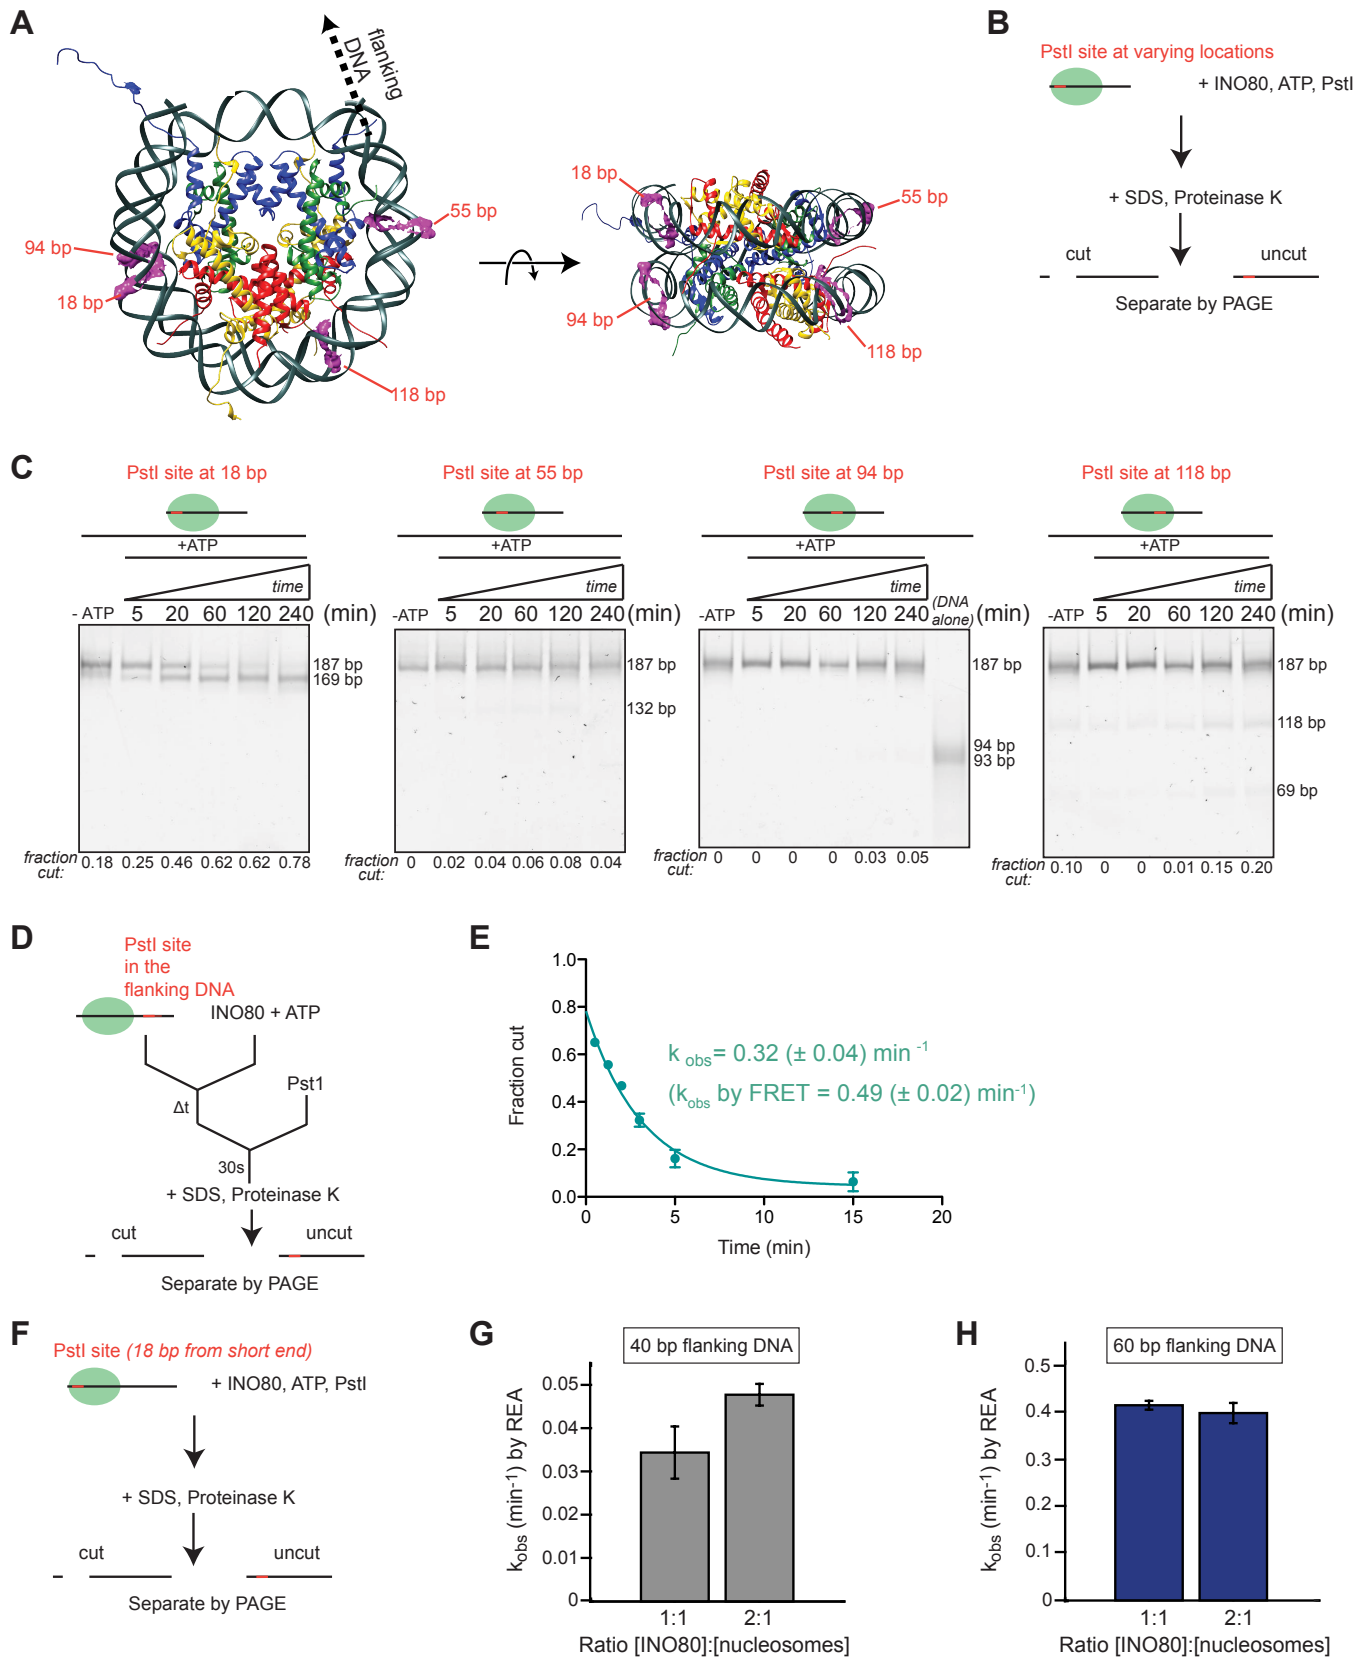 A
flanking
DNA
55 bp
94 bp
18 bp
118 bp
18 bp
55 bp
94 bp
118 bp
B
PstI site at varying locations
+ INO80, ATP, PstI
+ SDS, Proteinase K
cut
uncut
Separate by PAGE
C
PstI site at 18 bp
+ATP
time
- ATP 5 20 60 120 240 (min)
187 bp
169 bp
fraction cut: 0.18 0.25 0.46 0.62 0.62 0.78
PstI site at 55 bp
+ATP
time
-ATP 5 20 60 120 240 (min)
187 bp
132 bp
fraction cut: 0 0.02 0.04 0.06 0.08 0.04
PstI site at 94 bp
+ATP
time
-ATP 5 20 60 120 240 (DNA alone) (min)
187 bp
94 bp
93 bp
fraction cut: 0 0 0 0 0.03 0.05
PstI site at 118 bp
+ATP
time
-ATP 5 20 60 120 240 (min)
187 bp
118 bp
69 bp
fraction cut: 0.10 0 0 0.01 0.15 0.20
D
PstI site
in the
flanking DNA
INO80 + ATP
Pst1
Δt
30s
+ SDS, Proteinase K
cut
uncut
Separate by PAGE
E
Fraction cut
1.0
0.8
0.6
0.4
0.2
0.0
0 5 10 15 20
Time (min)
k obs = 0.32 (± 0.04) min -1
(kobs by FRET = 0.49 (± 0.02) min-1)
F
PstI site (18 bp from short end)
+ INO80, ATP, PstI
+ SDS, Proteinase K
cut
uncut
Separate by PAGE
G
40 bp flanking DNA
kobs (min-1) by REA
0.05
0.04
0.03
0.02
0.01
0
1:1 2:1
Ratio [INO80]:[nucleosomes]
H
60 bp flanking DNA
kobs (min-1) by REA
0.5
0.4
0.3
0.2
0.1
0
1:1 2:1
Ratio [INO80]:[nucleosomes]